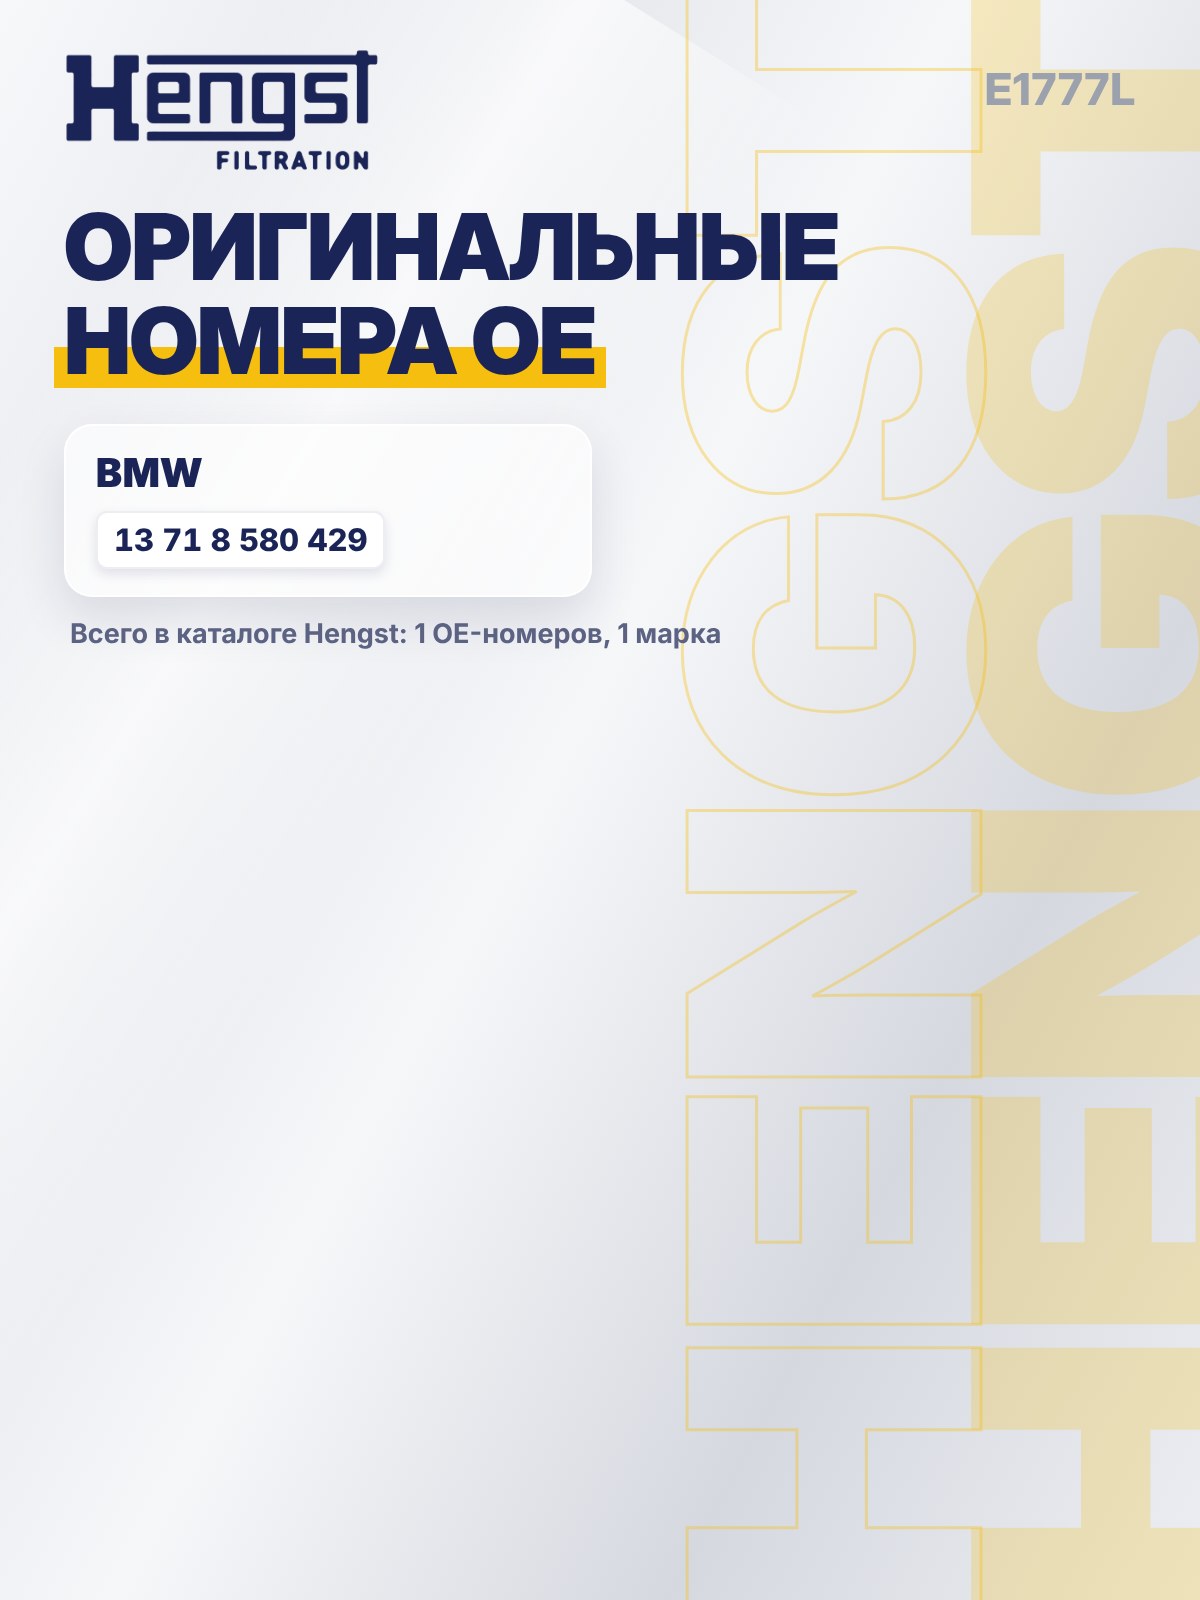 Hengst
FILTRATION
E1777L
ОРИГИНАЛЬНЫЕ
НОМЕРА OE
BMW
13 71 8 580 429
Всего в каталоге Hengst: 1 OE-номеров, 1 марка
HENGST
HENGST